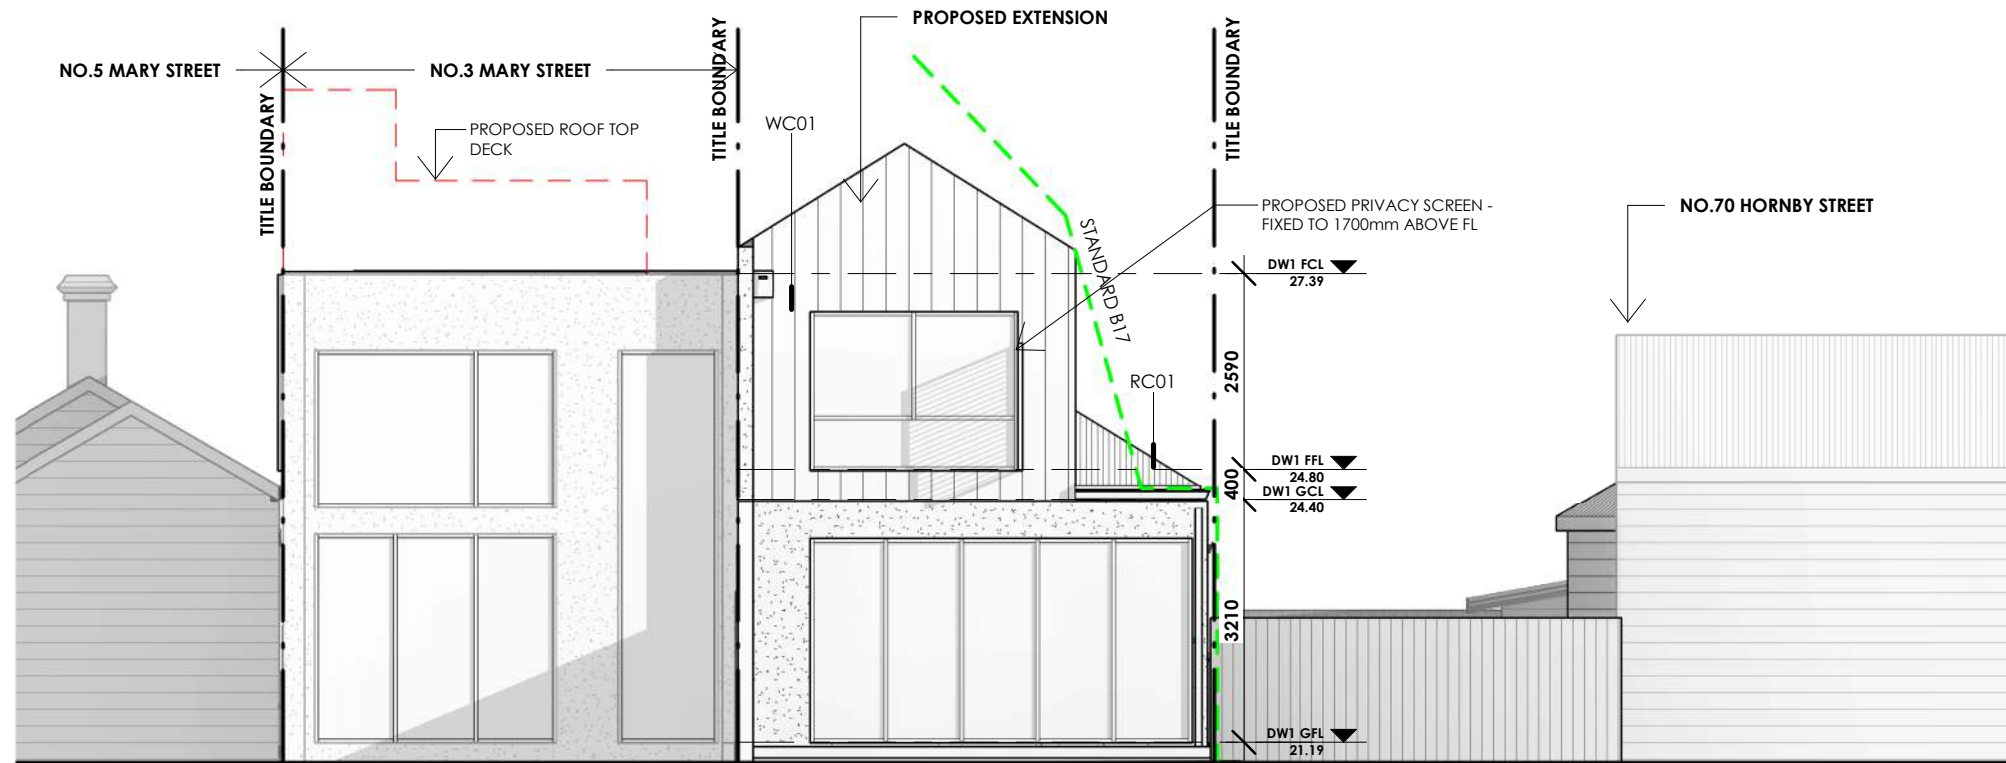 PROPOSED EXTENSION
NO.5 MARY STREET
NO.3 MARY STREET
TITLE BOUNDARY
TITLE BOUNDARY
TITLE BOUNDARY
PROPOSED ROOF TOP
DECK
WC01
PROPOSED PRIVACY SCREEN -
FIXED TO 1700mm ABOVE FL
NO.70 HORNBY STREET
STANDARD B17
DW1 FCL
27.39
2590
RC01
DW1 FFL
24.80
400
DW1 GCL
24.40
3210
DW1 GFL
21.19